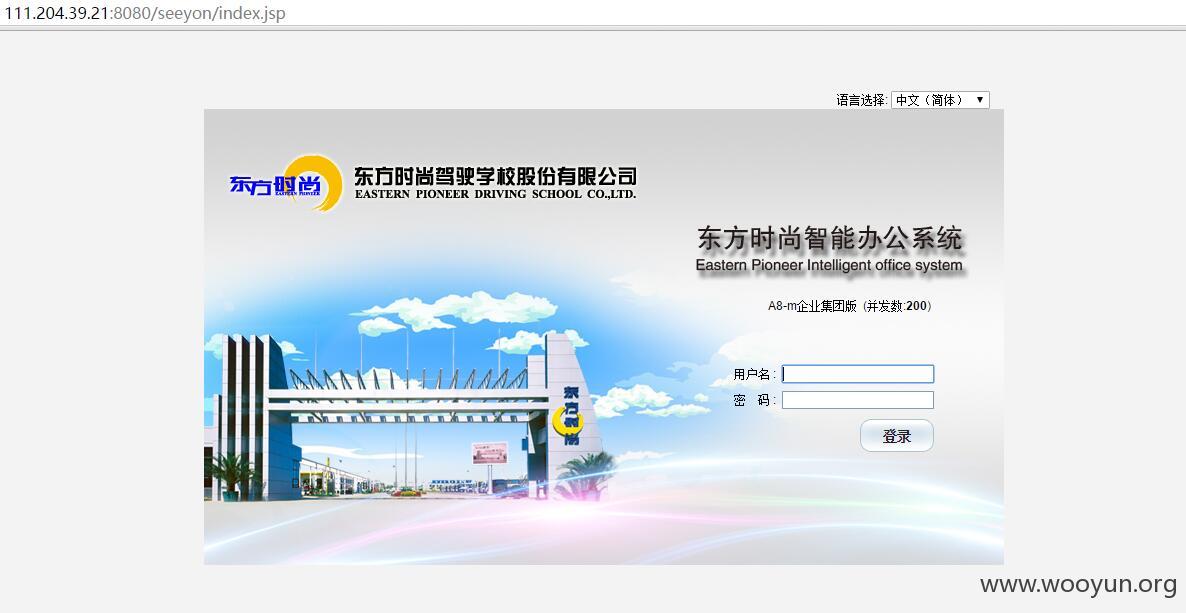 111.204.39.21:8080/seeyon/index.jsp
语言选择: 中文（简体）
东方时尚
EASTERN PIONEER
东方时尚驾驶学校股份有限公司
EASTERN PIONEER DRIVING SCHOOL CO.,LTD.
东方时尚智能办公系统
Eastern Pioneer Intelligent office system
A8-m企业集团版（并发数:200）
用户名：
密 码：
登录
www.wooyun.org